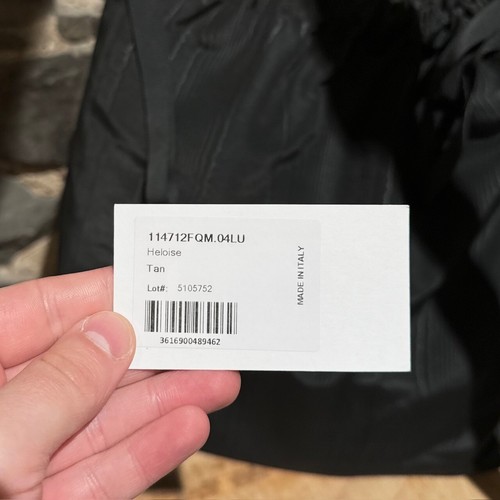 114712FQM.04LU
Heloise
Tan
Lot#: 5105752
3616900489462
MADE IN ITALY